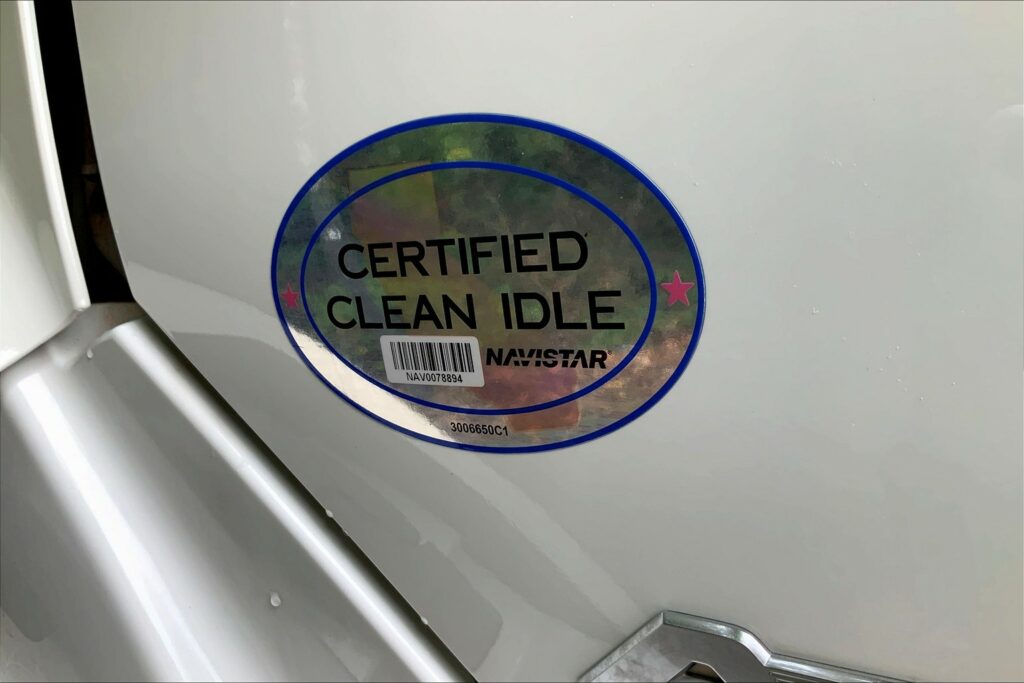 CERTIFIED
CLEAN IDLE
NAVISTAR®
NAV0078894
3006650C1